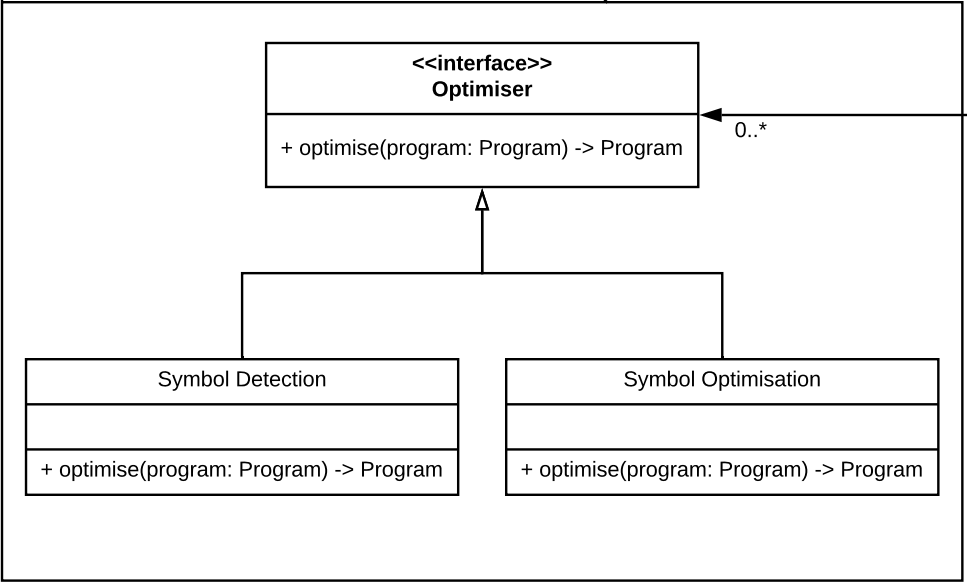 <<interface>>
Optimiser
+ optimise(program: Program) -> Program
0..*
Symbol Detection
+ optimise(program: Program) -> Program
Symbol Optimisation
+ optimise(program: Program) -> Program